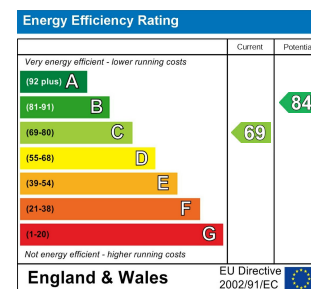 Energy Efficiency Rating
Current Potentia
Very energy efficient - lower running costs
(92 plus) A
(81-91) B
84
(69-80) C
69
(55-68) D
(39-54) E
(21-38) F
(1-20) G
Not energy efficient - higher running costs
England & Wales
EU Directive
2002/91/EC